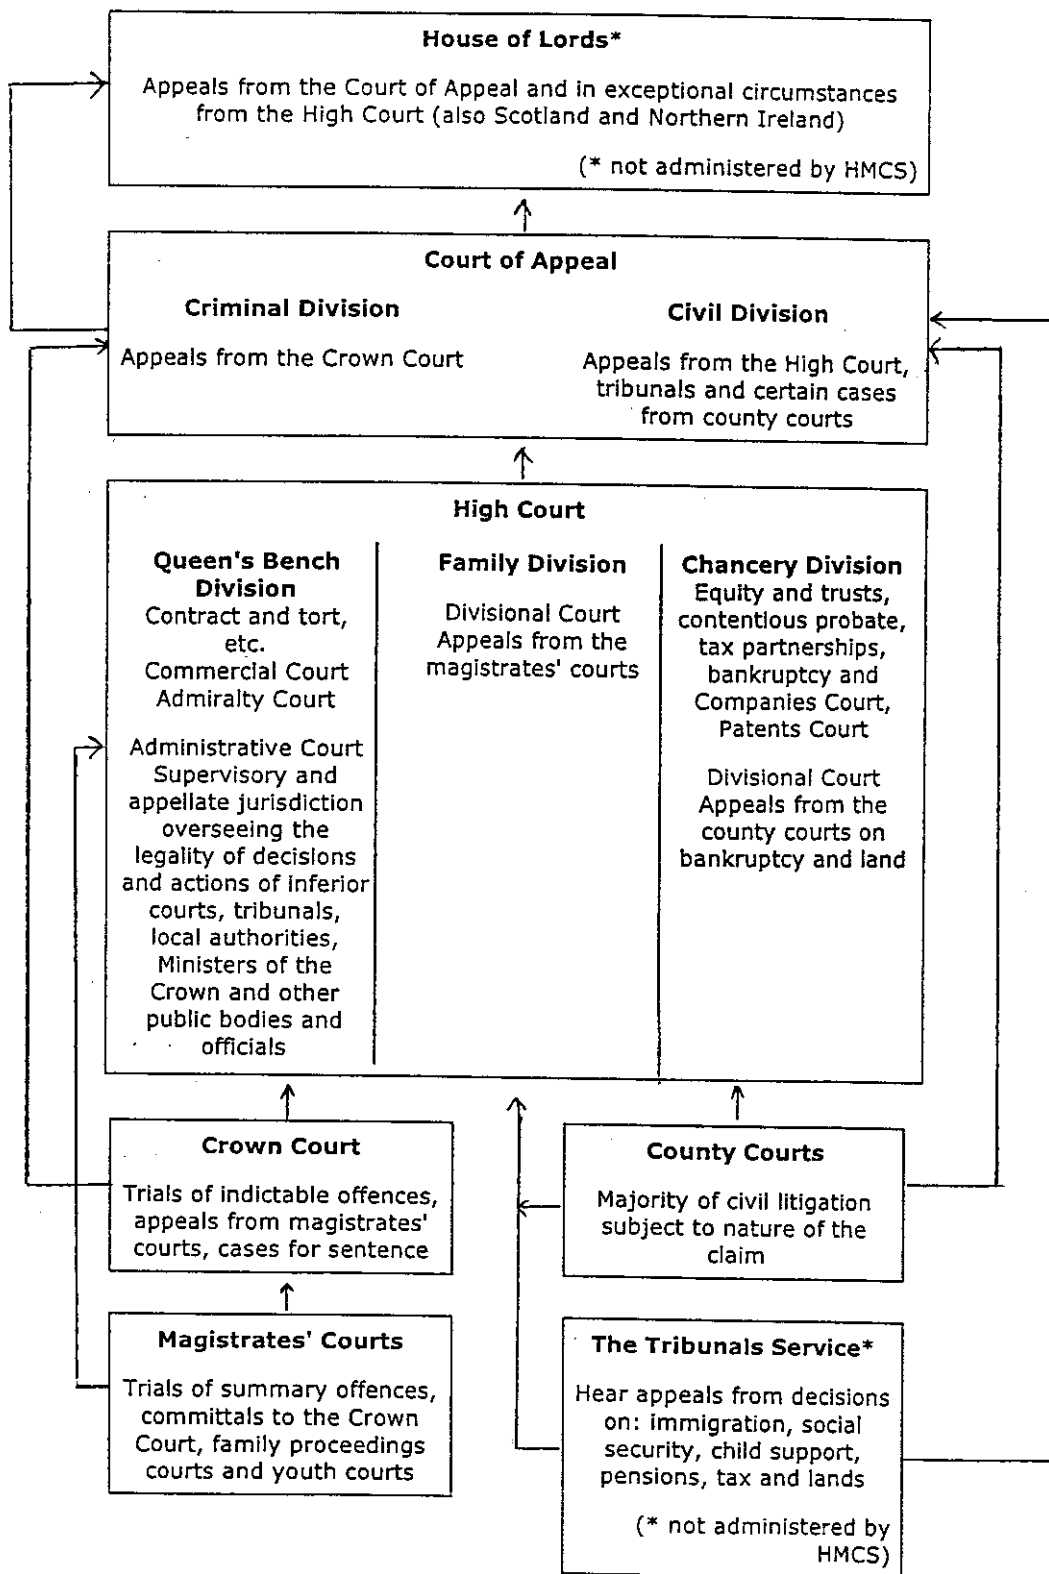 House of Lords*
Appeals from the Court of Appeal and in exceptional circumstances
from the High Court (also Scotland and Northern Ireland)
(* not administered by HMCS)
Court of Appeal
Criminal Division
Appeals from the Crown Court
Civil Division
Appeals from the High Court,
tribunals and certain cases
from county courts
High Court
Queen's Bench
Division
Contract and tort,
etc.
Commercial Court
Admiralty Court
Administrative Court
Supervisory and
appellate jurisdiction
overseeing the
legality of decisions
and actions of inferior
courts, tribunals,
local authorities,
Ministers of the
Crown and other
public bodies and
officials
Family Division
Divisional Court
Appeals from the
magistrates' courts
Chancery Division
Equity and trusts,
contentious probate,
tax partnerships,
bankruptcy and
Companies Court,
Patents Court
Divisional Court
Appeals from the
county courts on
bankruptcy and land
Crown Court
Trials of indictable offences,
appeals from magistrates'
courts, cases for sentence
County Courts
Majority of civil litigation
subject to nature of the
claim
Magistrates' Courts
Trials of summary offences,
committals to the Crown
Court, family proceedings
courts and youth courts
The Tribunals Service*
Hear appeals from decisions
on: immigration, social
security, child support,
pensions, tax and lands
(* not administered by
HMCS)